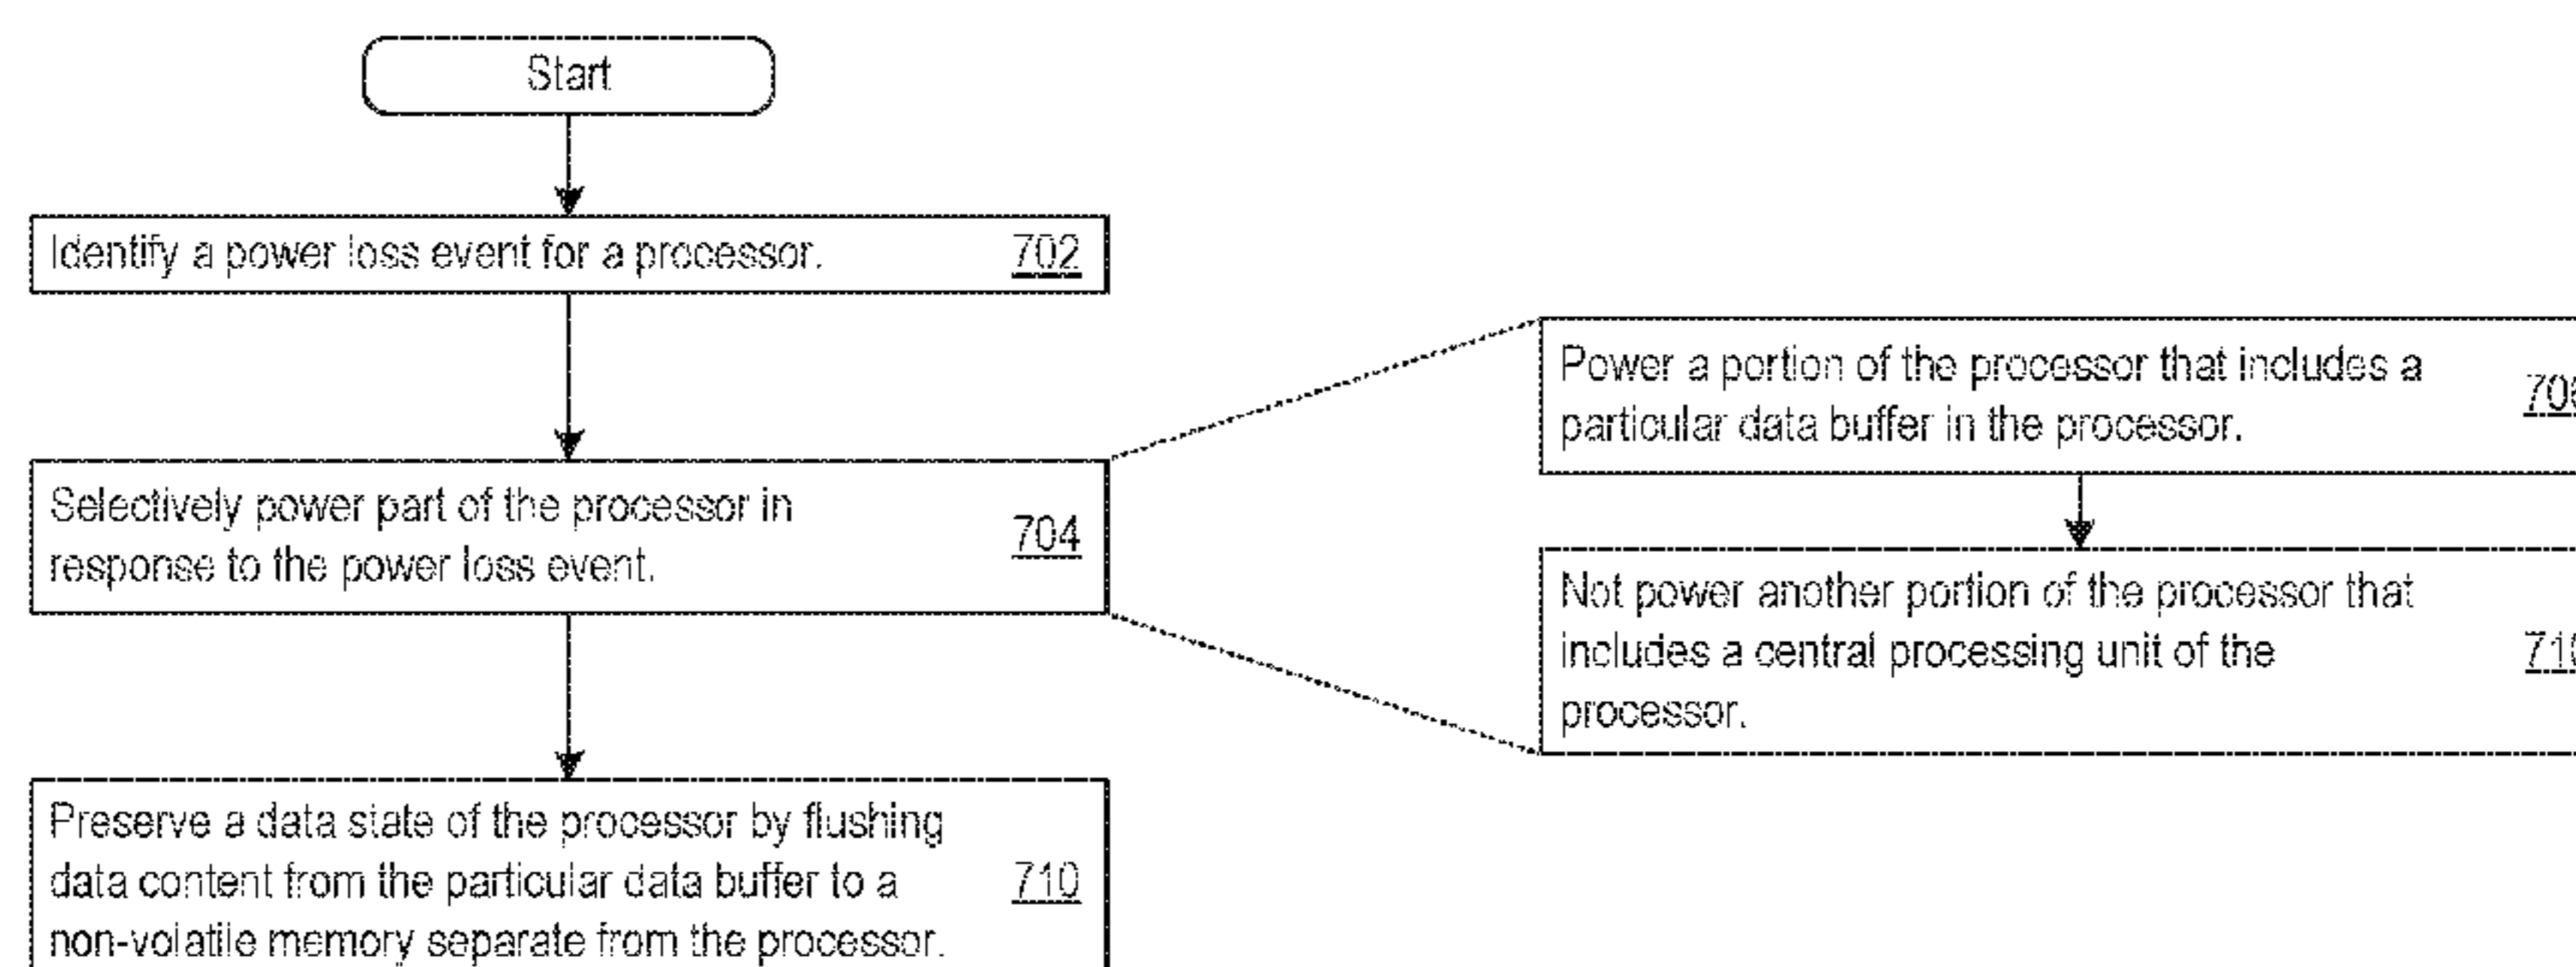 Start
Identify a power loss event for a processor. 702
Selectively power part of the processor in
response to the power loss event.
704
Power a portion of the processor that includes a
particular data buffer in the processor.
Not power another portion of the processor that
includes a central processing unit of the
processor.
Preserve a data state of the processor by flushing
data content from the particular data buffer to a 710
non-volatile memory separate from the processor.